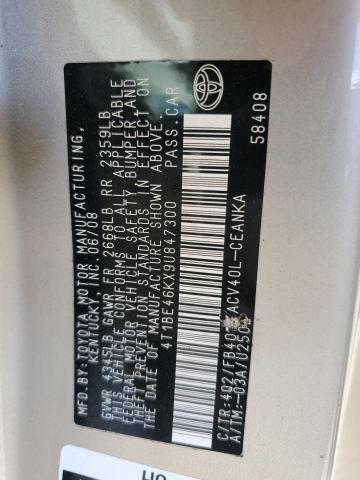 MFD.BY: TOYOTA MOTOR MANUFACTURING,
KENTUCKY, INC. 06/08
GVWR 4345LB GAWR FR 2668LB RR 2359LB
THIS VEHICLE CONFORMS TO ALL APPLICABLE
FEDERAL MOTOR VEHICLE SAFETY, BUMPER, AND
THEFT PREVENTION STANDARDS IN EFFECT ON
THE DATE OF MANUFACTURE SHOWN ABOVE.
4T1BE46KX9U847300 PASS.CAR
C/TR:4Q2/FB40 ACV40L-CEANKA
A/TM:-03A/U250
58408